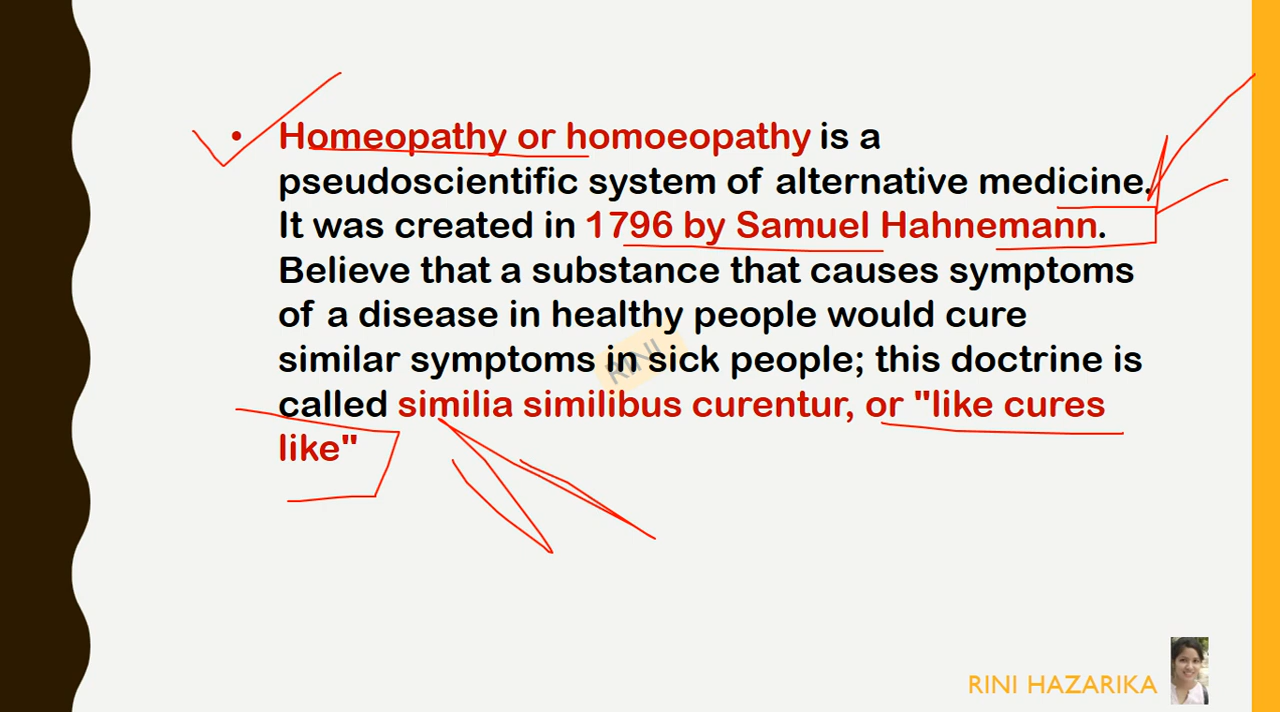 • Homeopathy or homoeopathy is a
pseudoscientific system of alternative medicine.
It was created in 1796 by Samuel Hahnemann.
Believe that a substance that causes symptoms
of a disease in healthy people would cure
similar symptoms in sick people; this doctrine is
called similia similibus curentur, or "like cures
like"
RINI
RINI HAZARIKA